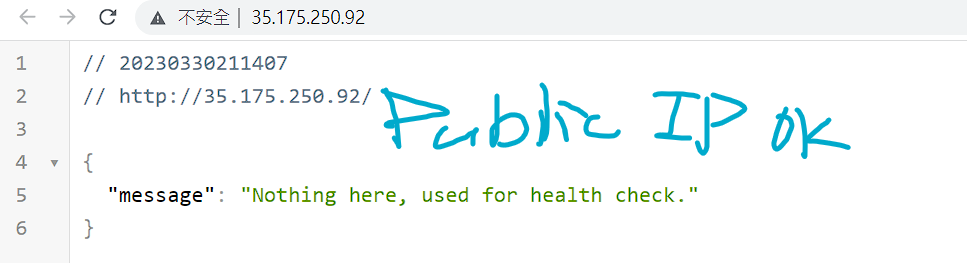 不安全 | 35.175.250.92
1 // 20230330211407
2 // http://35.175.250.92/
Public IP ok
3
4 {
5 "message": "Nothing here, used for health check."
6 }